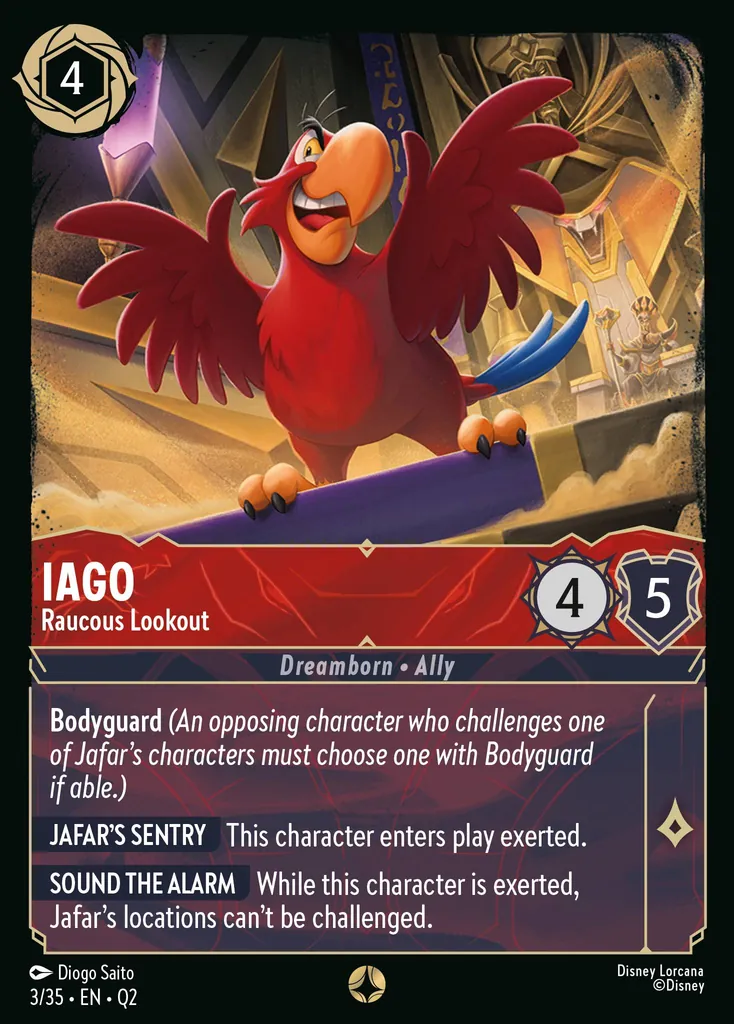 4
IAGO
Raucous Lookout
4
5
Dreamborn • Ally
Bodyguard (An opposing character who challenges one
of Jafar’s characters must choose one with Bodyguard
if able.)
JAFAR’S SENTRY This character enters play exerted.
SOUND THE ALARM While this character is exerted,
Jafar’s locations can’t be challenged.
Diogo Saito
3/35 • EN • Q2
Disney Lorcana
©Disney